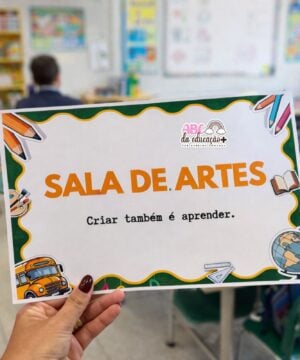 ABC
da educação
SALA DE ARTES
Criar também é aprender.